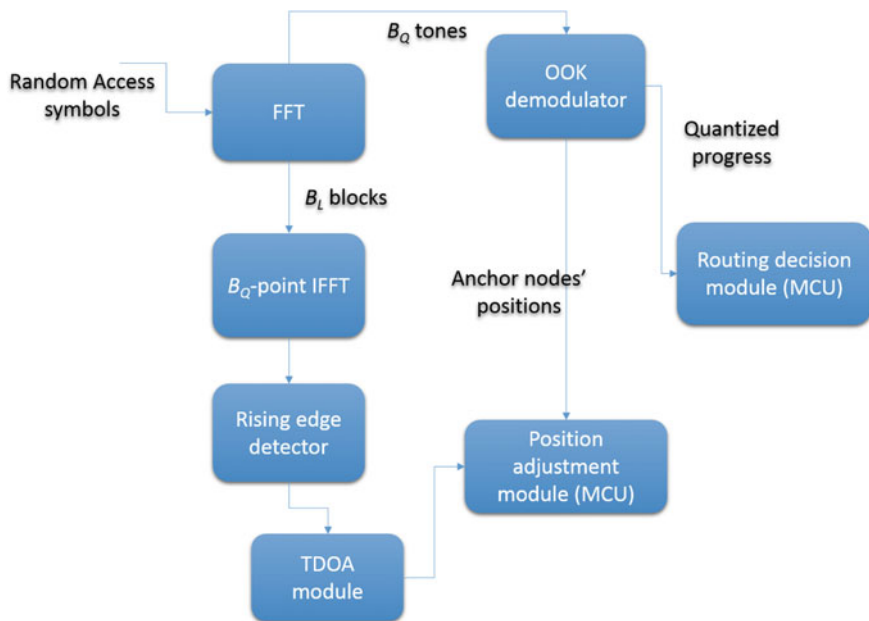 B_Q tones
Random Access
symbols
FFT
OOK
demodulator
Quantized
progress
B_L blocks
B_Q-point IFFT
Anchor nodes'
positions
Routing decision
module (MCU)
Rising edge
detector
Position
adjustment
module (MCU)
TDOA
module